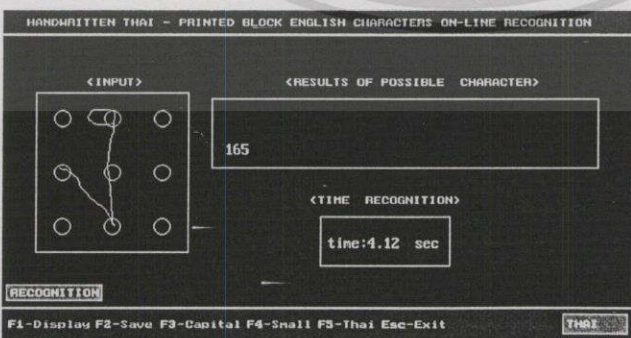 HANDWRITTEN THAI - PRINTED BLOCK ENGLISH CHARACTERS ON-LINE RECOGNITION
<INPUT>
<RESULTS OF POSSIBLE CHARACTER>
165
<TIME RECOGNITION>
time:4.12 sec
RECOGNITION
F1-Display F2-Save F3-Capital F4-Small F5-Thai Esc-Exit
THAI